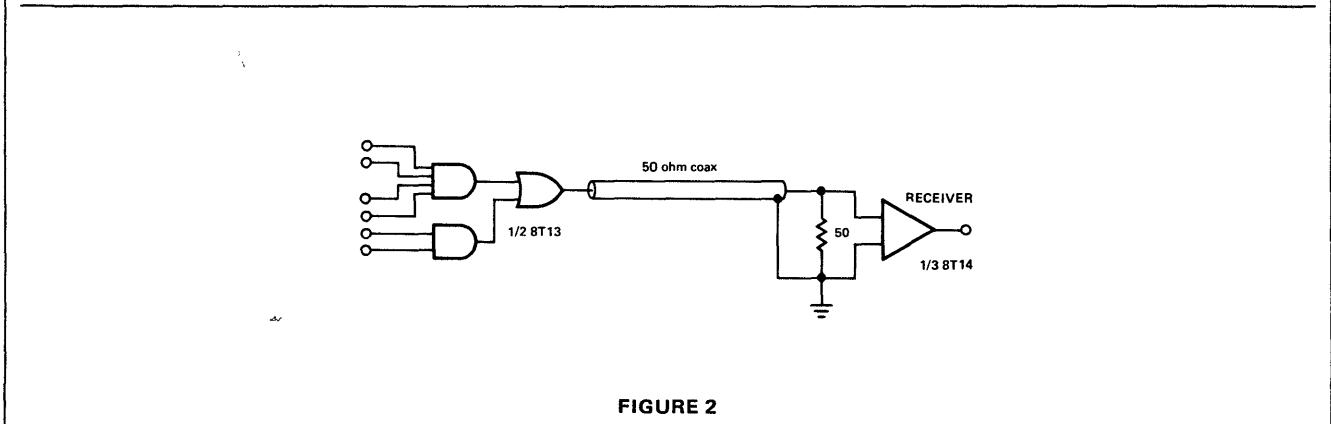 50 ohm coax
RECEIVER
50
1/2 8T13
1/3 8T14
FIGURE 2